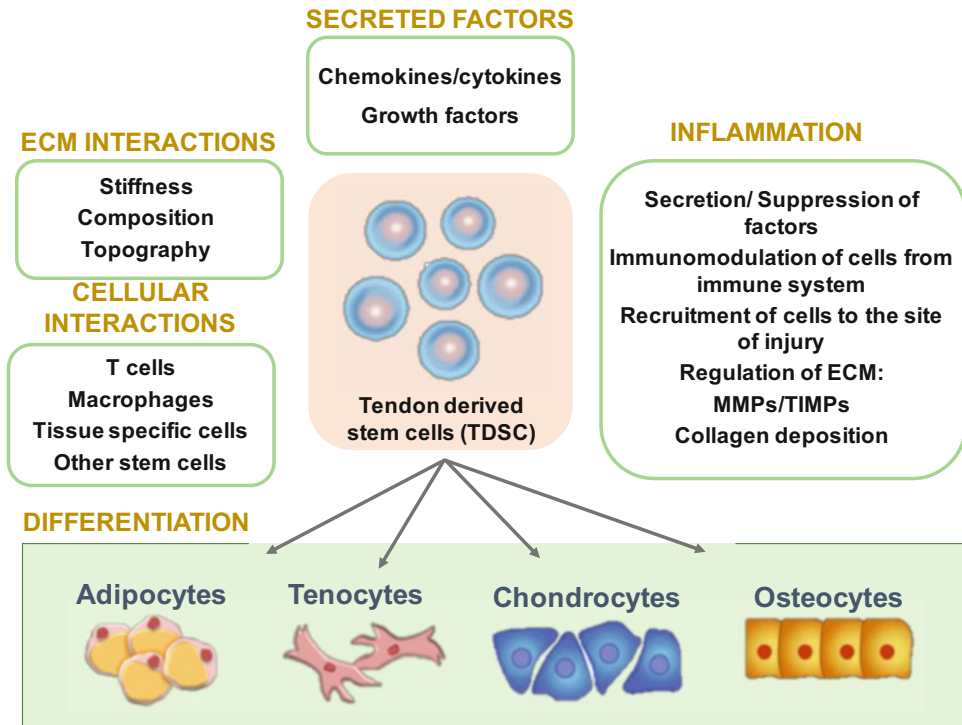 SECRETED FACTORS
Chemokines/cytokines
Growth factors
ECM INTERACTIONS
Stiffness
Composition
Topography
CELLULAR
INTERACTIONS
T cells
Macrophages
Tissue specific cells
Other stem cells
INFLAMMATION
Secretion/ Suppression of
factors
Immunomodulation of cells from
immune system
Recruitment of cells to the site
of injury
Regulation of ECM:
MMPs/TIMPs
Collagen deposition
Tendon derived
stem cells (TDSC)
DIFFERENTIATION
Adipocytes
Tenocytes
Chondrocytes
Osteocytes